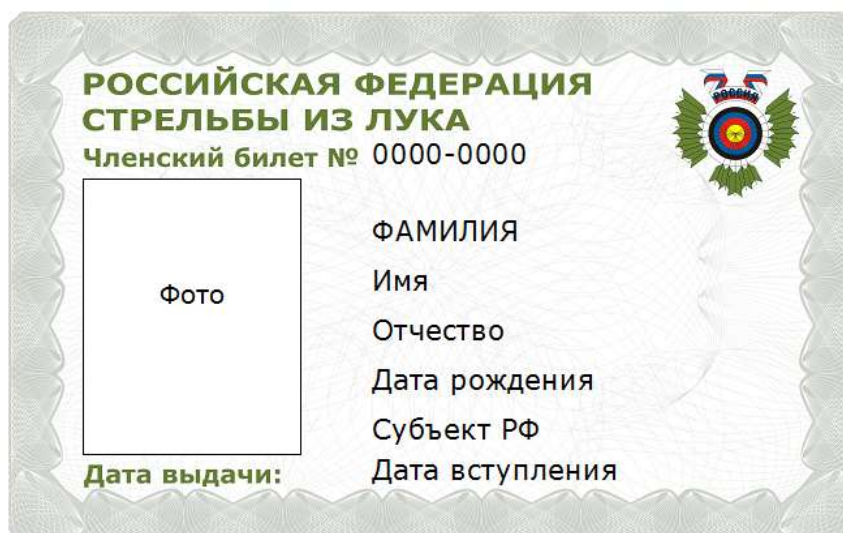 РОССИЙСКАЯ ФЕДЕРАЦИЯ
СТРЕЛЬБЫ ИЗ ЛУКА
РОССИЯ
Членский билет № 0000-0000
Фото
ФАМИЛИЯ
Имя
Отчество
Дата рождения
Субъект РФ
Дата выдачи:
Дата вступления